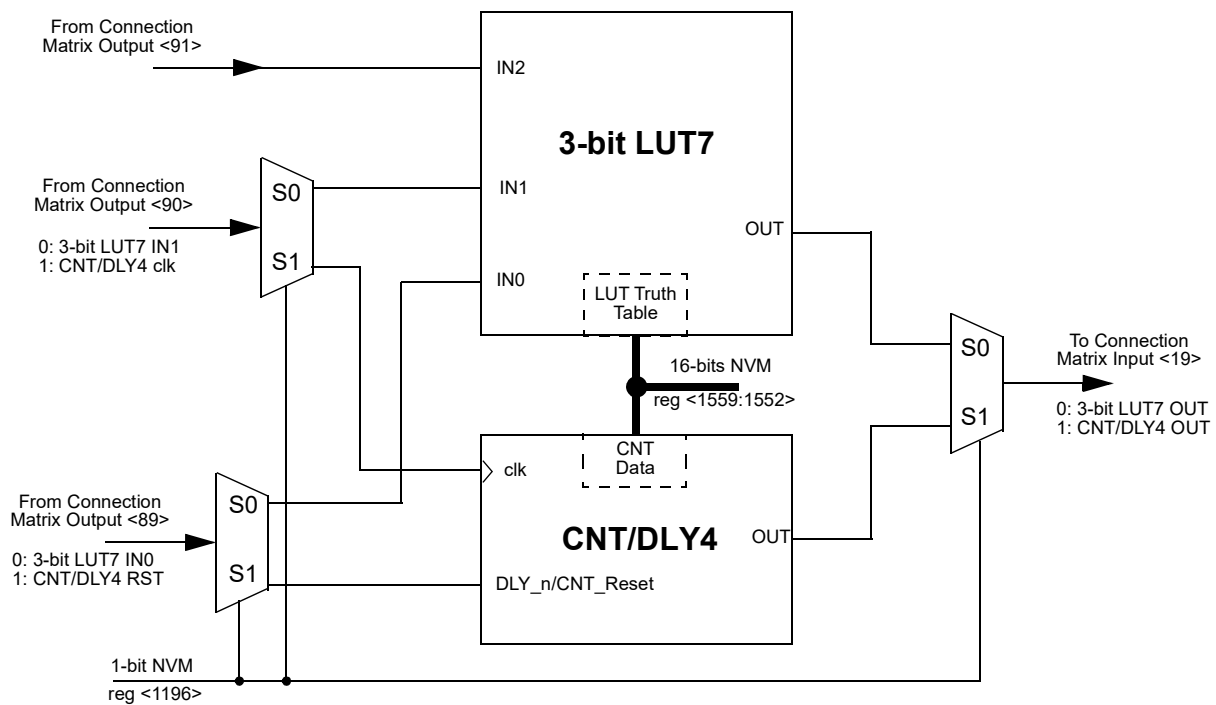 From Connection
Matrix Output <91>
IN2
3-bit LUT7
From Connection
Matrix Output <90>
S0
S1
0: 3-bit LUT7 IN1
1: CNT/DLY4 clk
IN1
OUT
IN0
LUT Truth
Table
S0
S1
To Connection
Matrix Input <19>
0: 3-bit LUT7 OUT
1: CNT/DLY4 OUT
16-bits NVM
reg <1559:1552>
CNT
Data
clk
CNT/DLY4
OUT
DLY_n/CNT_Reset
From Connection
Matrix Output <89>
S0
S1
0: 3-bit LUT7 IN0
1: CNT/DLY4 RST
1-bit NVM
reg <1196>